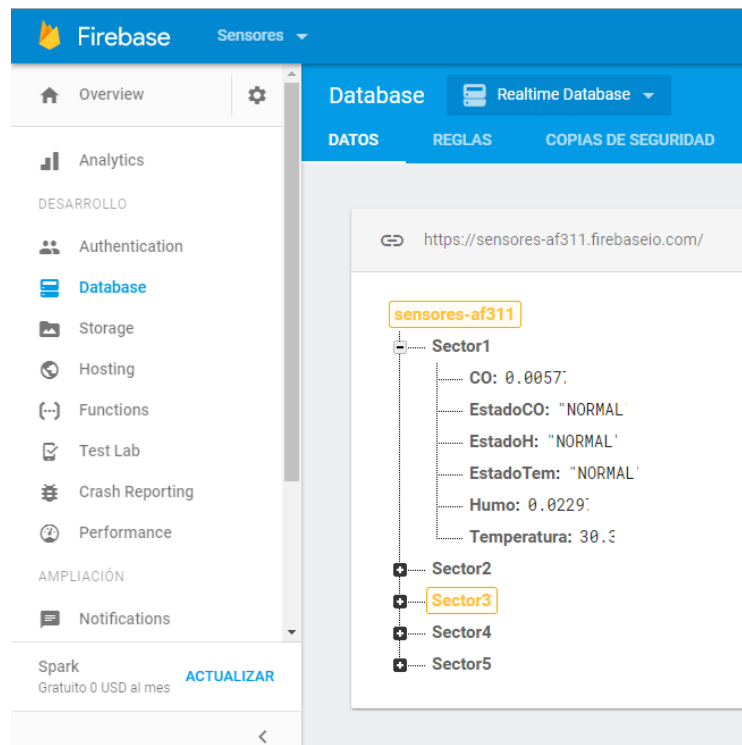 Firebase Sensores
Overview
Analytics
DESARROLLO
Authentication
Database
Storage
Hosting
Functions
Test Lab
Crash Reporting
Performance
AMPLIACIÓN
Notifications
Spark
Gratuito 0 USD al mes
ACTUALIZAR
Database Realtime Database
DATOS REGLAS COPIAS DE SEGURIDAD
https://sensores-af311.firebaseio.com/
sensores-af311
Sector1
CO: 0.00577
EstadoCO: "NORMAL
EstadoH: "NORMAL'
EstadoTem: "NORMAL'
Humo: 0.02297
Temperatura: 30.3
Sector2
Sector3
Sector4
Sector5